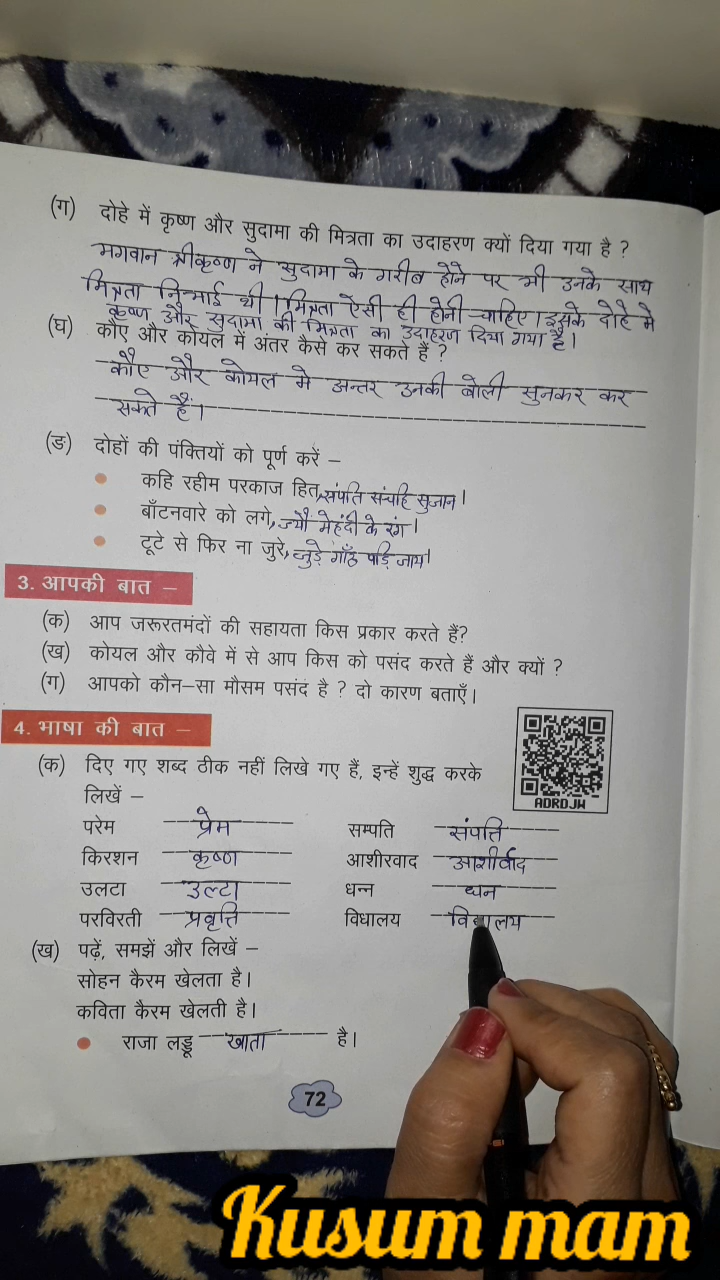 (ग) दोहे में कृष्ण और सुदामा की मित्रता का उदाहरण क्यों दिया गया है ?
भगवान श्रीकृष्ण ने सुदामा के गरीब होने पर भी उनके साथ
मित्रता निभाई थी। मित्रता ऐसी ही होनी चाहिए। इसके दोहे मे
कृष्ण और सुदामा की मित्रता का उदाहरण दिया गया है।
(घ) कौए और कोयल में अंतर कैसे कर सकते हैं ?
कौए और कोयल मे अन्तर उनकी बोली सुनकर कर
सकते हैं।
(ङ) दोहों की पंक्तियों को पूर्ण करें –
कहि रहीम परकाज हित, संपति संचहि सुजान।
बाँटनवारे को लगे, ज्यौं मेहंदी के रंग।
टूटे से फिर ना जुरे, जुड़े गाँठ पड़ि जाय।
3. आपकी बात –
(क) आप जरूरतमंदों की सहायता किस प्रकार करते हैं?
(ख) कोयल और कौवे में से आप किस को पसंद करते हैं और क्यों ?
(ग) आपको कौन–सा मौसम पसंद है ? दो कारण बताएँ।
4. भाषा की बात –
(क) दिए गए शब्द ठीक नहीं लिखे गए हैं, इन्हें शुद्ध करके
लिखें –
ADRDJW
परेम प्रेम सम्पति संपत्ति
किरशन कृष्ण आशीरवाद आशीर्वाद
उलटा उल्टा धन्न धन
परविरती प्रवृत्ति विधालय विद्यालय
(ख) पढ़ें, समझें और लिखें –
सोहन कैरम खेलता है।
कविता कैरम खेलती है।
राजा लड्डू खाता है।
72
Kusum mam